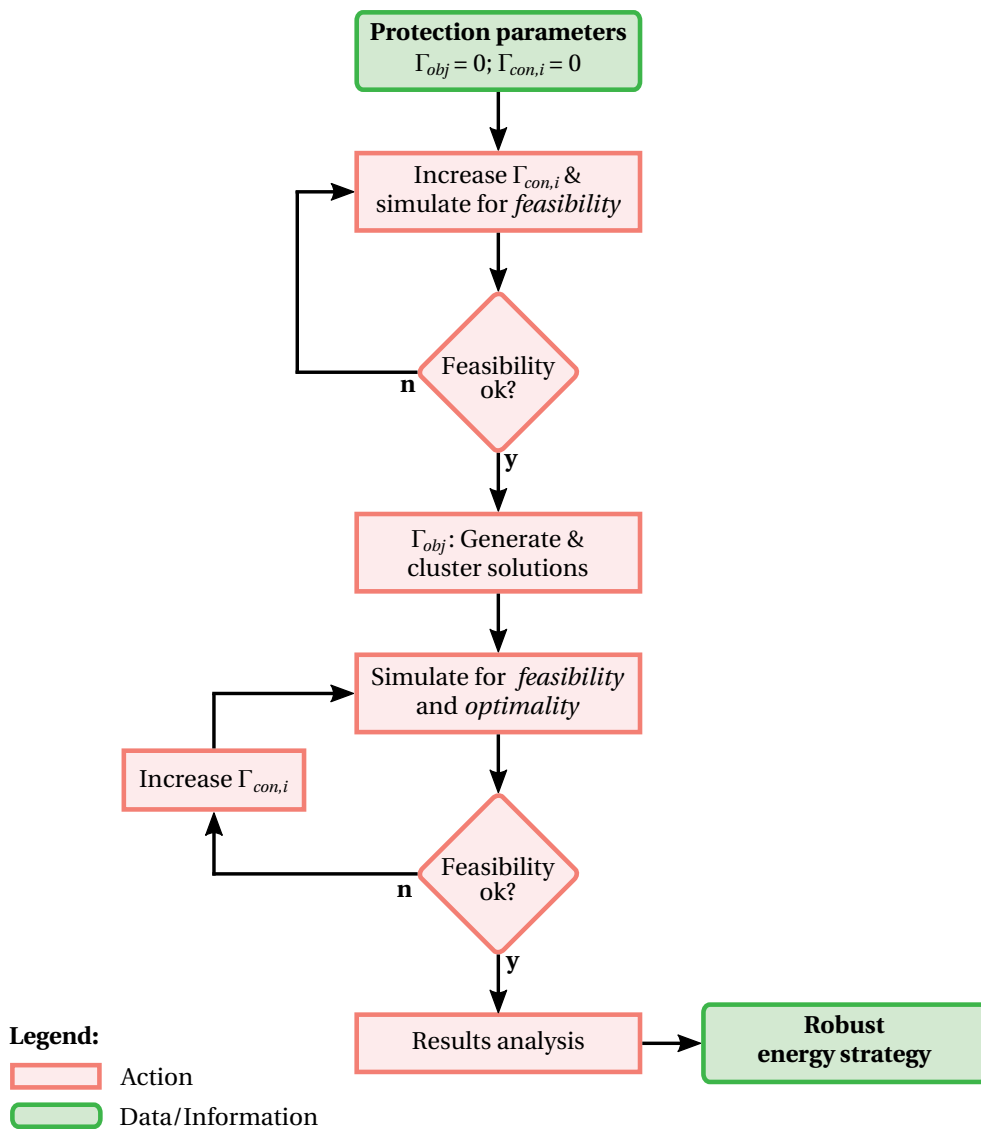 Protection parameters
Γobj = 0; Γcon,i = 0
Increase Γcon,i &
simulate for feasibility
Feasibility
ok?
n
y
Γobj: Generate &
cluster solutions
Simulate for feasibility
and optimality
Increase Γcon,i
Feasibility
ok?
n
y
Results analysis
Robust
energy strategy
Legend:
Action
Data/Information